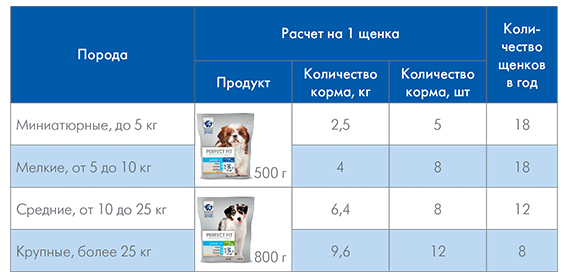 Порода
Расчет на 1 щенка
Коли-
чество
щенков
в год
Продукт
Количество
корма, кг
Количество
корма, шт
Миниатюрные, до 5 кг
2,5
5
18
PERFECT FIT
500 г
Мелкие, от 5 до 10 кг
4
8
18
Средние, от 10 до 25 кг
6,4
8
12
PERFECT FIT
800 г
Крупные, более 25 кг
9,6
12
8